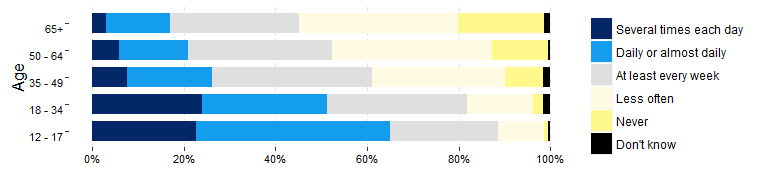 Age
65+
50 - 64
35 - 49
18 - 34
12 - 17
0%
20%
40%
60%
80%
100%
Several times each day
Daily or almost daily
At least every week
Less often
Never
Don't know